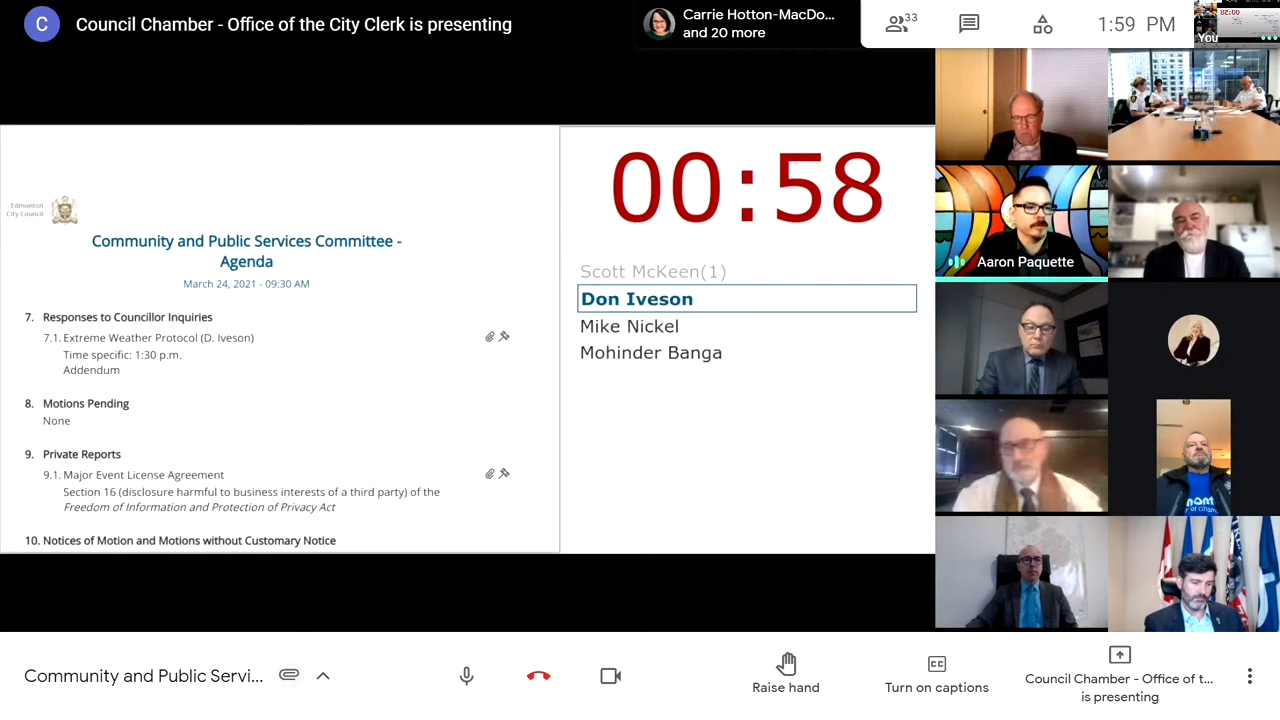 C
Council Chamber - Office of the City Clerk is presenting
Carrie Hotton-MacDo...
and 20 more
33
1:59 PM
You
Edmonton
City Council
Community and Public Services Committee -
Agenda
March 24, 2021 - 09:30 AM
7. Responses to Councillor Inquiries
7.1. Extreme Weather Protocol (D. Iveson)
Time specific: 1:30 p.m.
Addendum
8. Motions Pending
None
9. Private Reports
9.1. Major Event License Agreement
Section 16 (disclosure harmful to business interests of a third party) of the
Freedom of Information and Protection of Privacy Act
10. Notices of Motion and Motions without Customary Notice
00:58
Scott McKeen(1)
Don Iveson
Mike Nickel
Mohinder Banga
Aaron Paquette
Community and Public Servi...
Raise hand
CC
Turn on captions
Council Chamber - Office of t...
is presenting